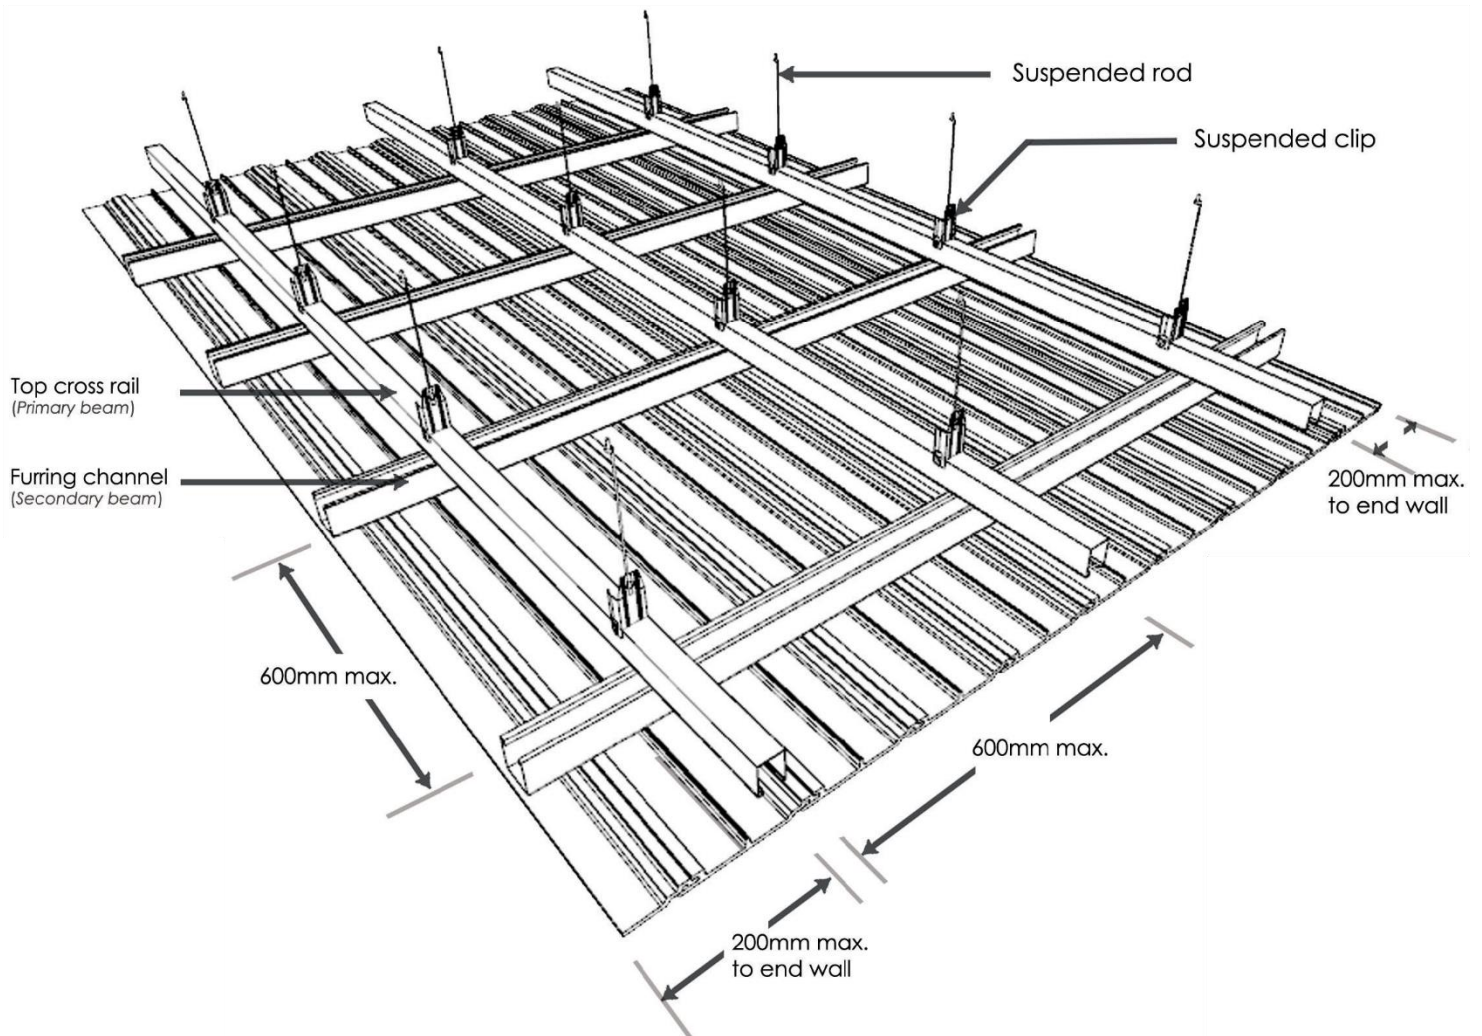 Suspended rod
Suspended clip
Top cross rail
(Primary beam)
Furring channel
(Secondary beam)
200mm max.
to end wall
600mm max.
600mm max.
200mm max.
to end wall